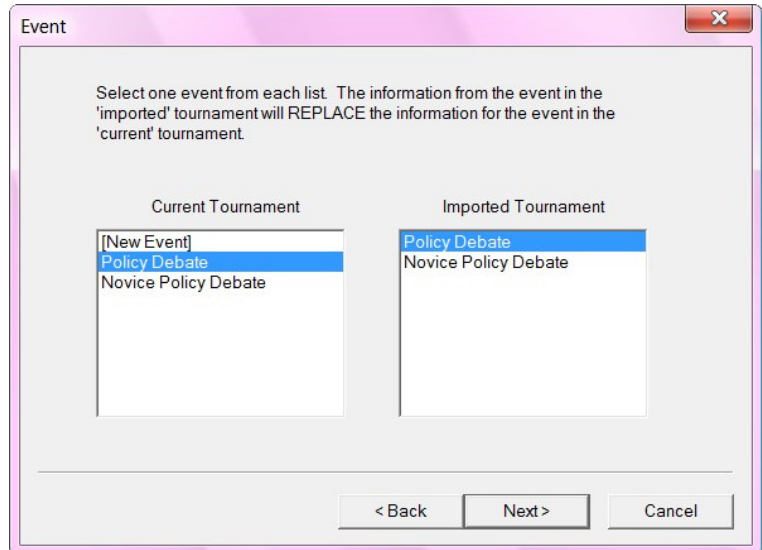 Event
Select one event from each list. The information from the event in the
'imported' tournament will REPLACE the information for the event in the
'current' tournament.
Current Tournament
[New Event]
Policy Debate
Novice Policy Debate
Imported Tournament
Policy Debate
Novice Policy Debate
< Back
Next >
Cancel